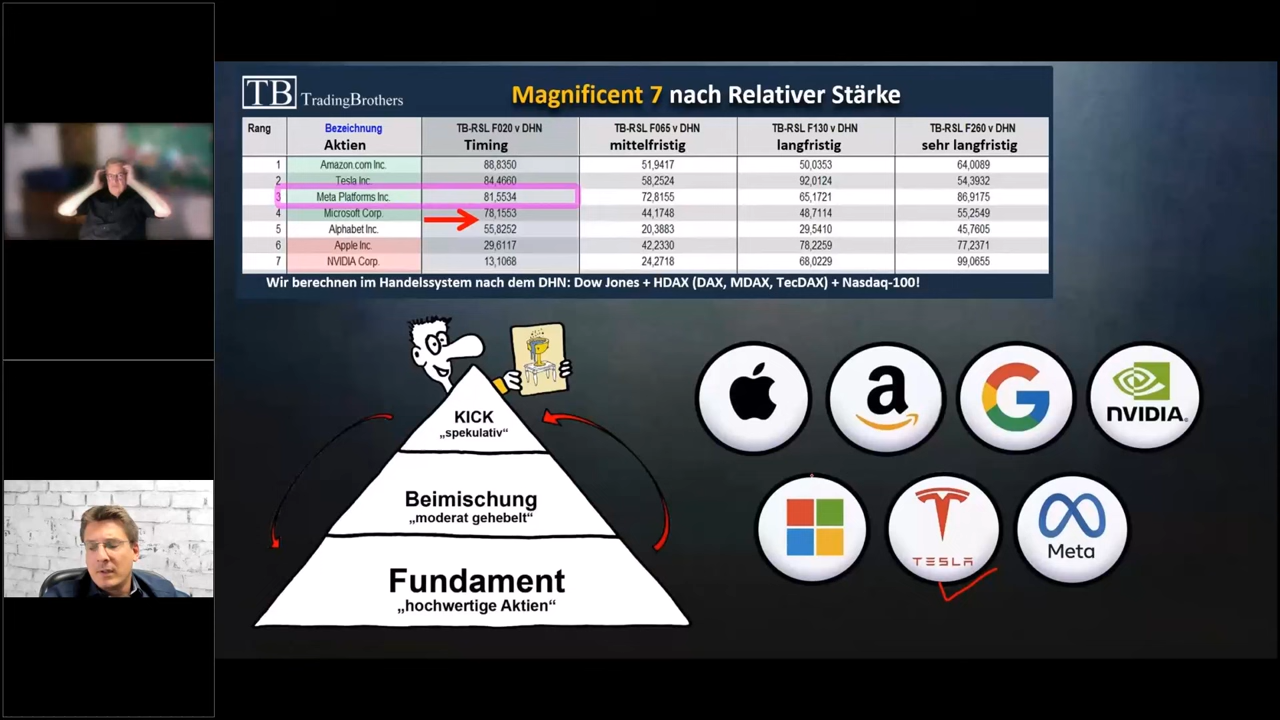 TB TradingBrothers
Magnificent 7 nach Relativer Stärke
Rang Bezeichnung TB-RSL F020 v DHN TB-RSL F065 v DHN TB-RSL F130 v DHN TB-RSL F260 v DHN
Aktien Timing mittelfristig langfristig sehr langfristig
1 Amazon.com Inc. 88,8350 51,9417 50,0353 64,0089
2 Tesla Inc. 84,4660 58,2524 92,0124 54,3932
3 Meta Platforms Inc. 81,5534 72,8155 65,1721 86,9175
4 Microsoft Corp. 78,1553 44,1748 48,7114 55,2549
5 Alphabet Inc. 55,8252 20,3883 29,5410 45,7605
6 Apple Inc. 29,6117 42,2330 78,2259 77,2371
7 NVIDIA Corp. 13,1068 24,2718 68,0229 99,0655
Wir berechnen im Handelssystem nach dem DHN: Dow Jones + HDAX (DAX, MDAX, TecDAX) + Nasdaq-100!
KICK
„spekulativ“
Beimischung
„moderat gehebelt“
Fundament
„hochwertige Aktien“
a
G
NVIDIA
TESLA
Meta